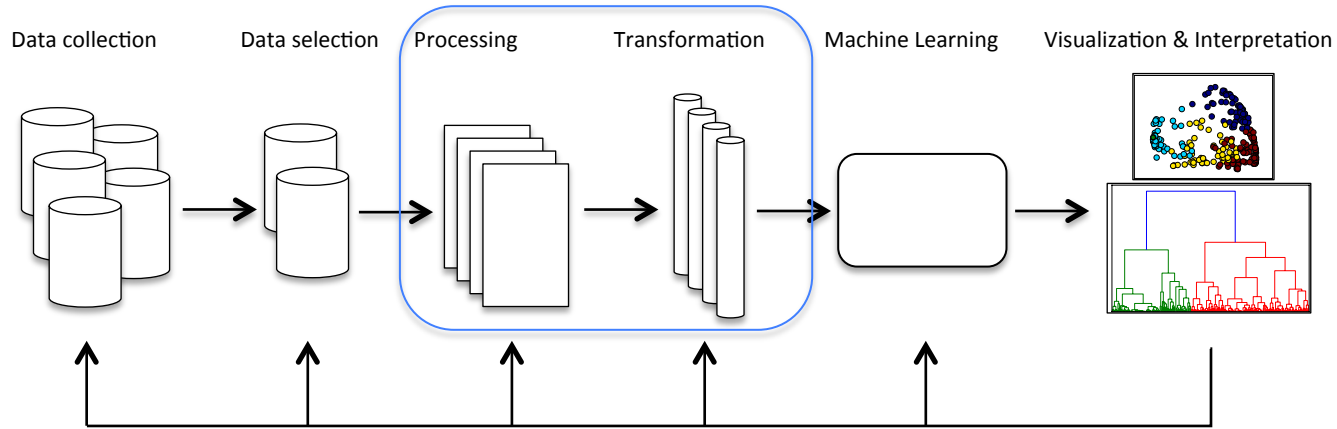 Data collection
Data selection
Processing
Transformation
Machine Learning
Visualization & Interpretation